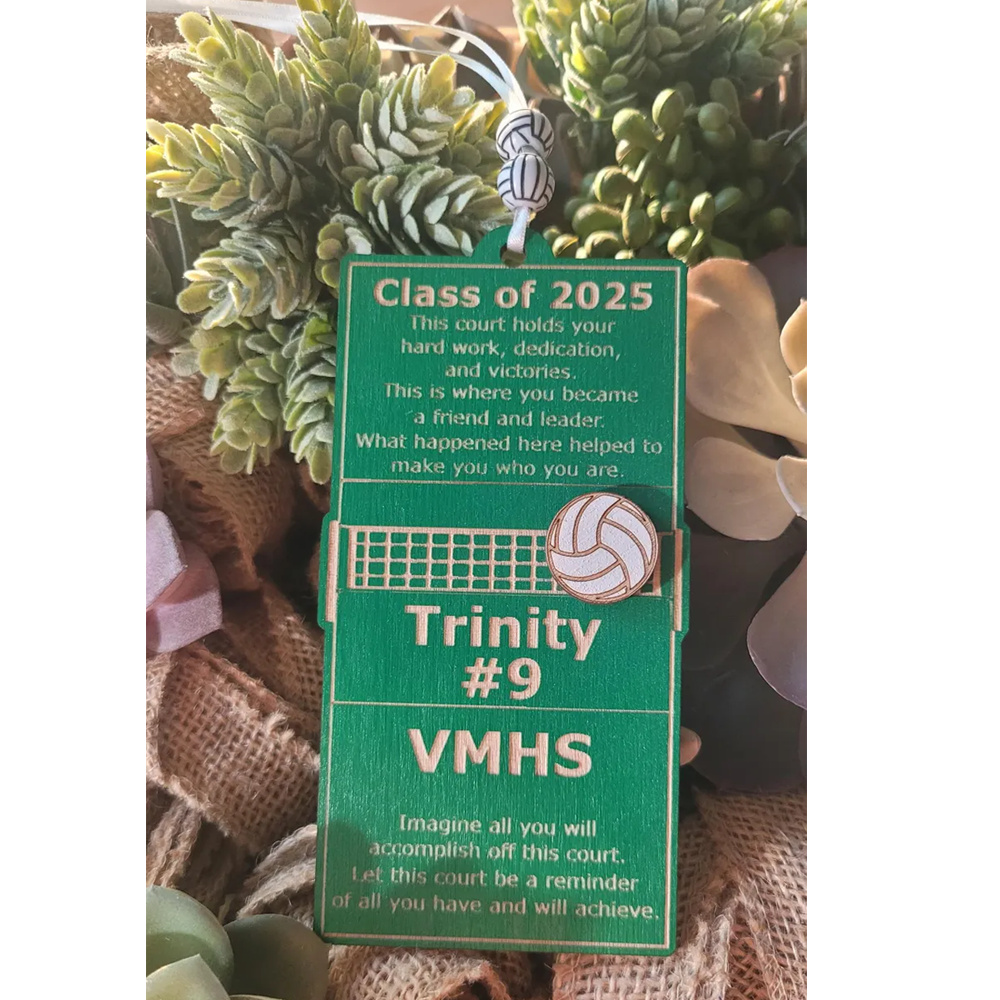 Class of 2025
This court holds your
hard work, dedication,
and victories.
This is where you became
a friend and leader.
What happened here helped to
make you who you are.
Trinity
#9
VMHS
Imagine all you will
accomplish off this court.
Let this court be a reminder
of all you have and will achieve.